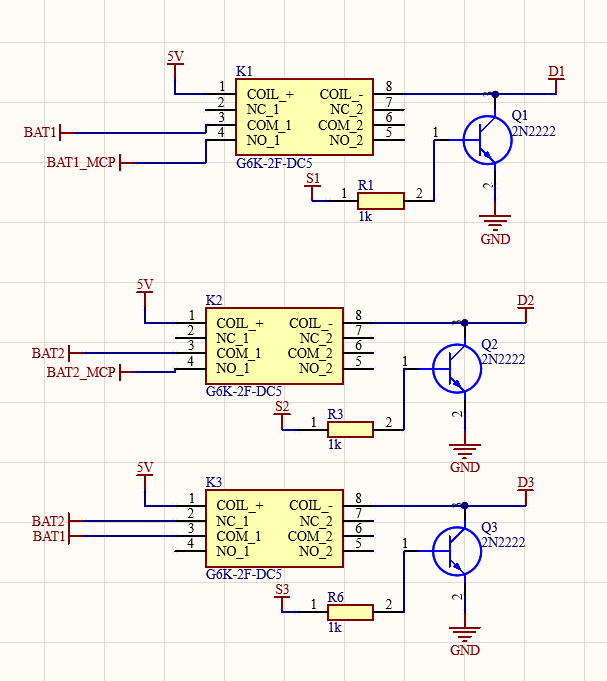 5V
K1
D1
1 COIL_+ COIL_- 8
2 NC_1 NC_2 7
3 COM_1 COM_2 6
4 NO_1 NO_2 5
G6K-2F-DC5
BAT1
BAT1_MCP
3
Q1
2N2222
1
2
GND
S1
R1
1 2
1k
5V
K2
D2
1 COIL_+ COIL_- 8
2 NC_1 NC_2 7
3 COM_1 COM_2 6
4 NO_1 NO_2 5
G6K-2F-DC5
BAT2
BAT2_MCP
3
Q2
2N2222
1
2
GND
S2
R3
1 2
1k
5V
K3
D3
1 COIL_+ COIL_- 8
2 NC_1 NC_2 7
3 COM_1 COM_2 6
4 NO_1 NO_2 5
G6K-2F-DC5
BAT2
BAT1
3
Q3
2N2222
1
2
GND
S3
R6
1 2
1k